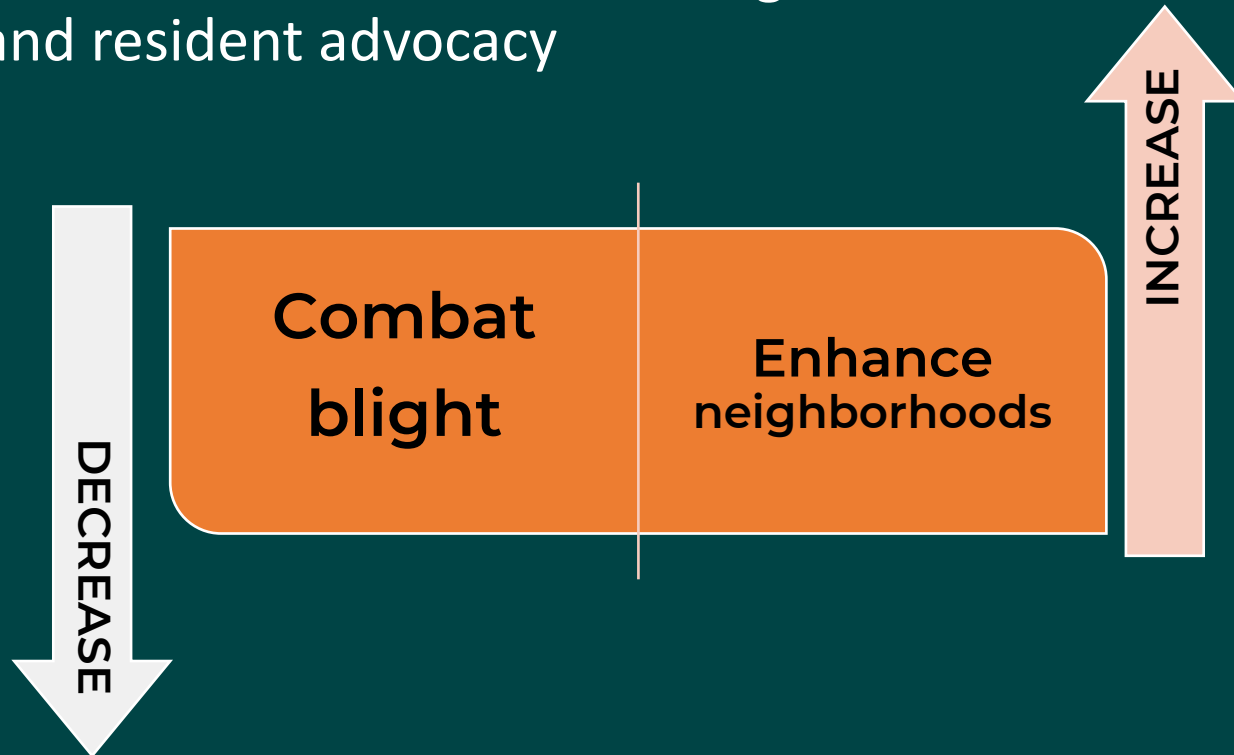 and resident advocacy
INCREASE
Combat
blight
Enhance
neighborhoods
DECREASE